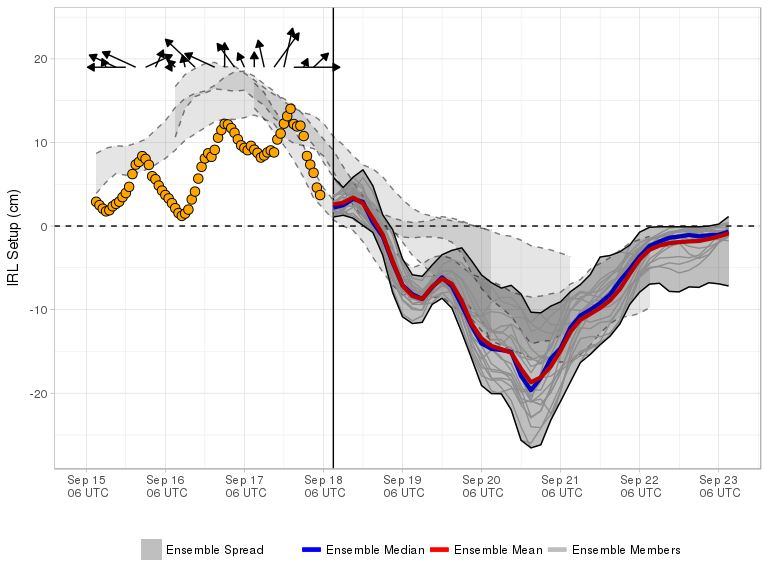 IRL Setup (cm)
20
10
0
-10
-20
Sep 15 Sep 16 Sep 17 Sep 18 Sep 19 Sep 20 Sep 21 Sep 22 Sep 23
06 UTC 06 UTC 06 UTC 06 UTC 06 UTC 06 UTC 06 UTC 06 UTC 06 UTC
Ensemble Spread Ensemble Median Ensemble Mean Ensemble Members